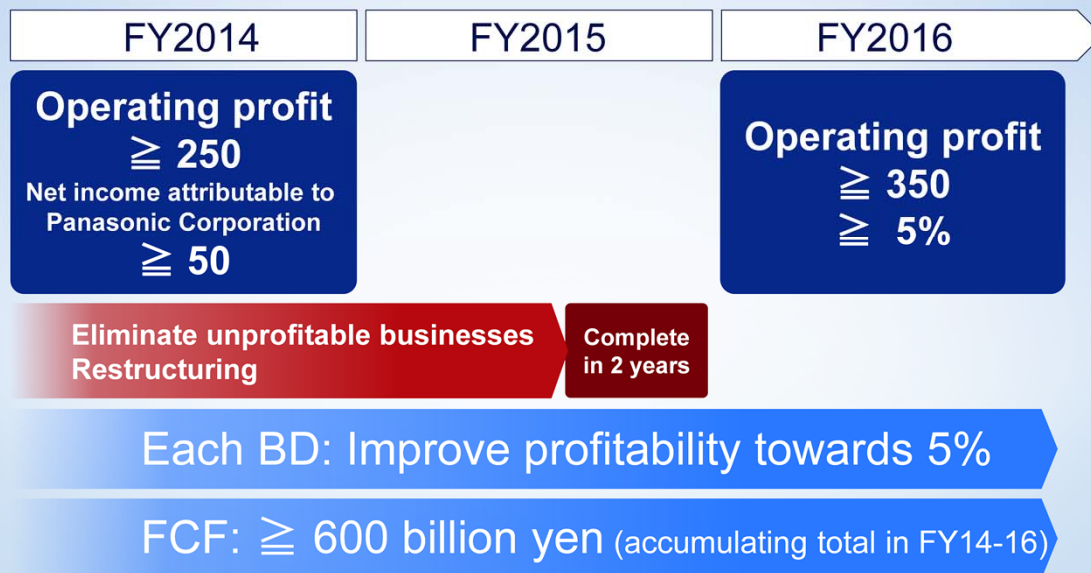 FY2014
FY2015
FY2016
Operating profit
≧ 250
Net income attributable to
Panasonic Corporation
≧ 50
Operating profit
≧ 350
≧ 5%
Eliminate unprofitable businesses
Restructuring
Complete
in 2 years
Each BD: Improve profitability towards 5%
FCF: ≧ 600 billion yen (accumulating total in FY14-16)